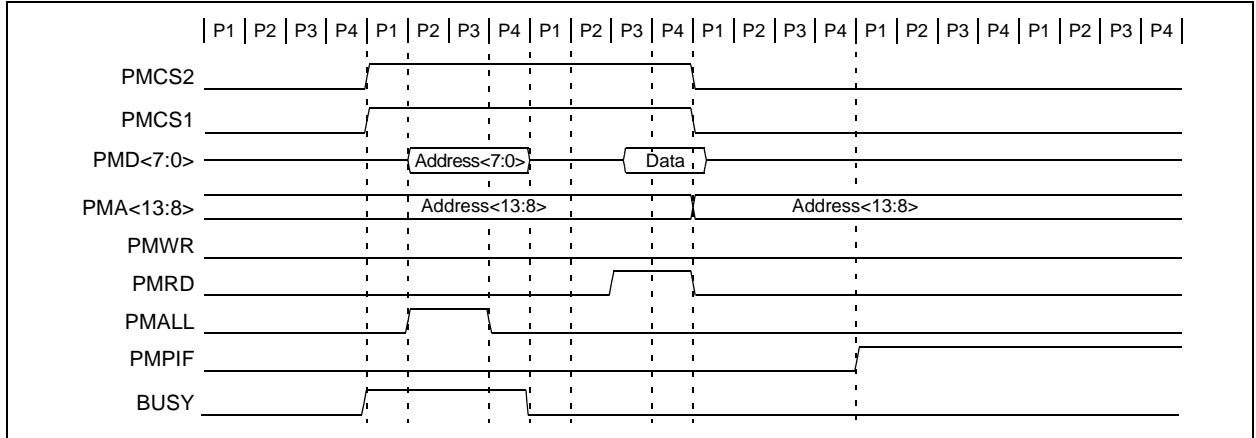 P1 P2 P3 P4 P1 P2 P3 P4 P1 P2 P3 P4 P1 P2 P3 P4 P1 P2 P3 P4 P1 P2 P3 P4
PMCS2
PMCS1
PMD<7:0> Address<7:0> Data
PMA<13:8> Address<13:8> Address<13:8>
PMWR
PMRD
PMALL
PMPIF
BUSY